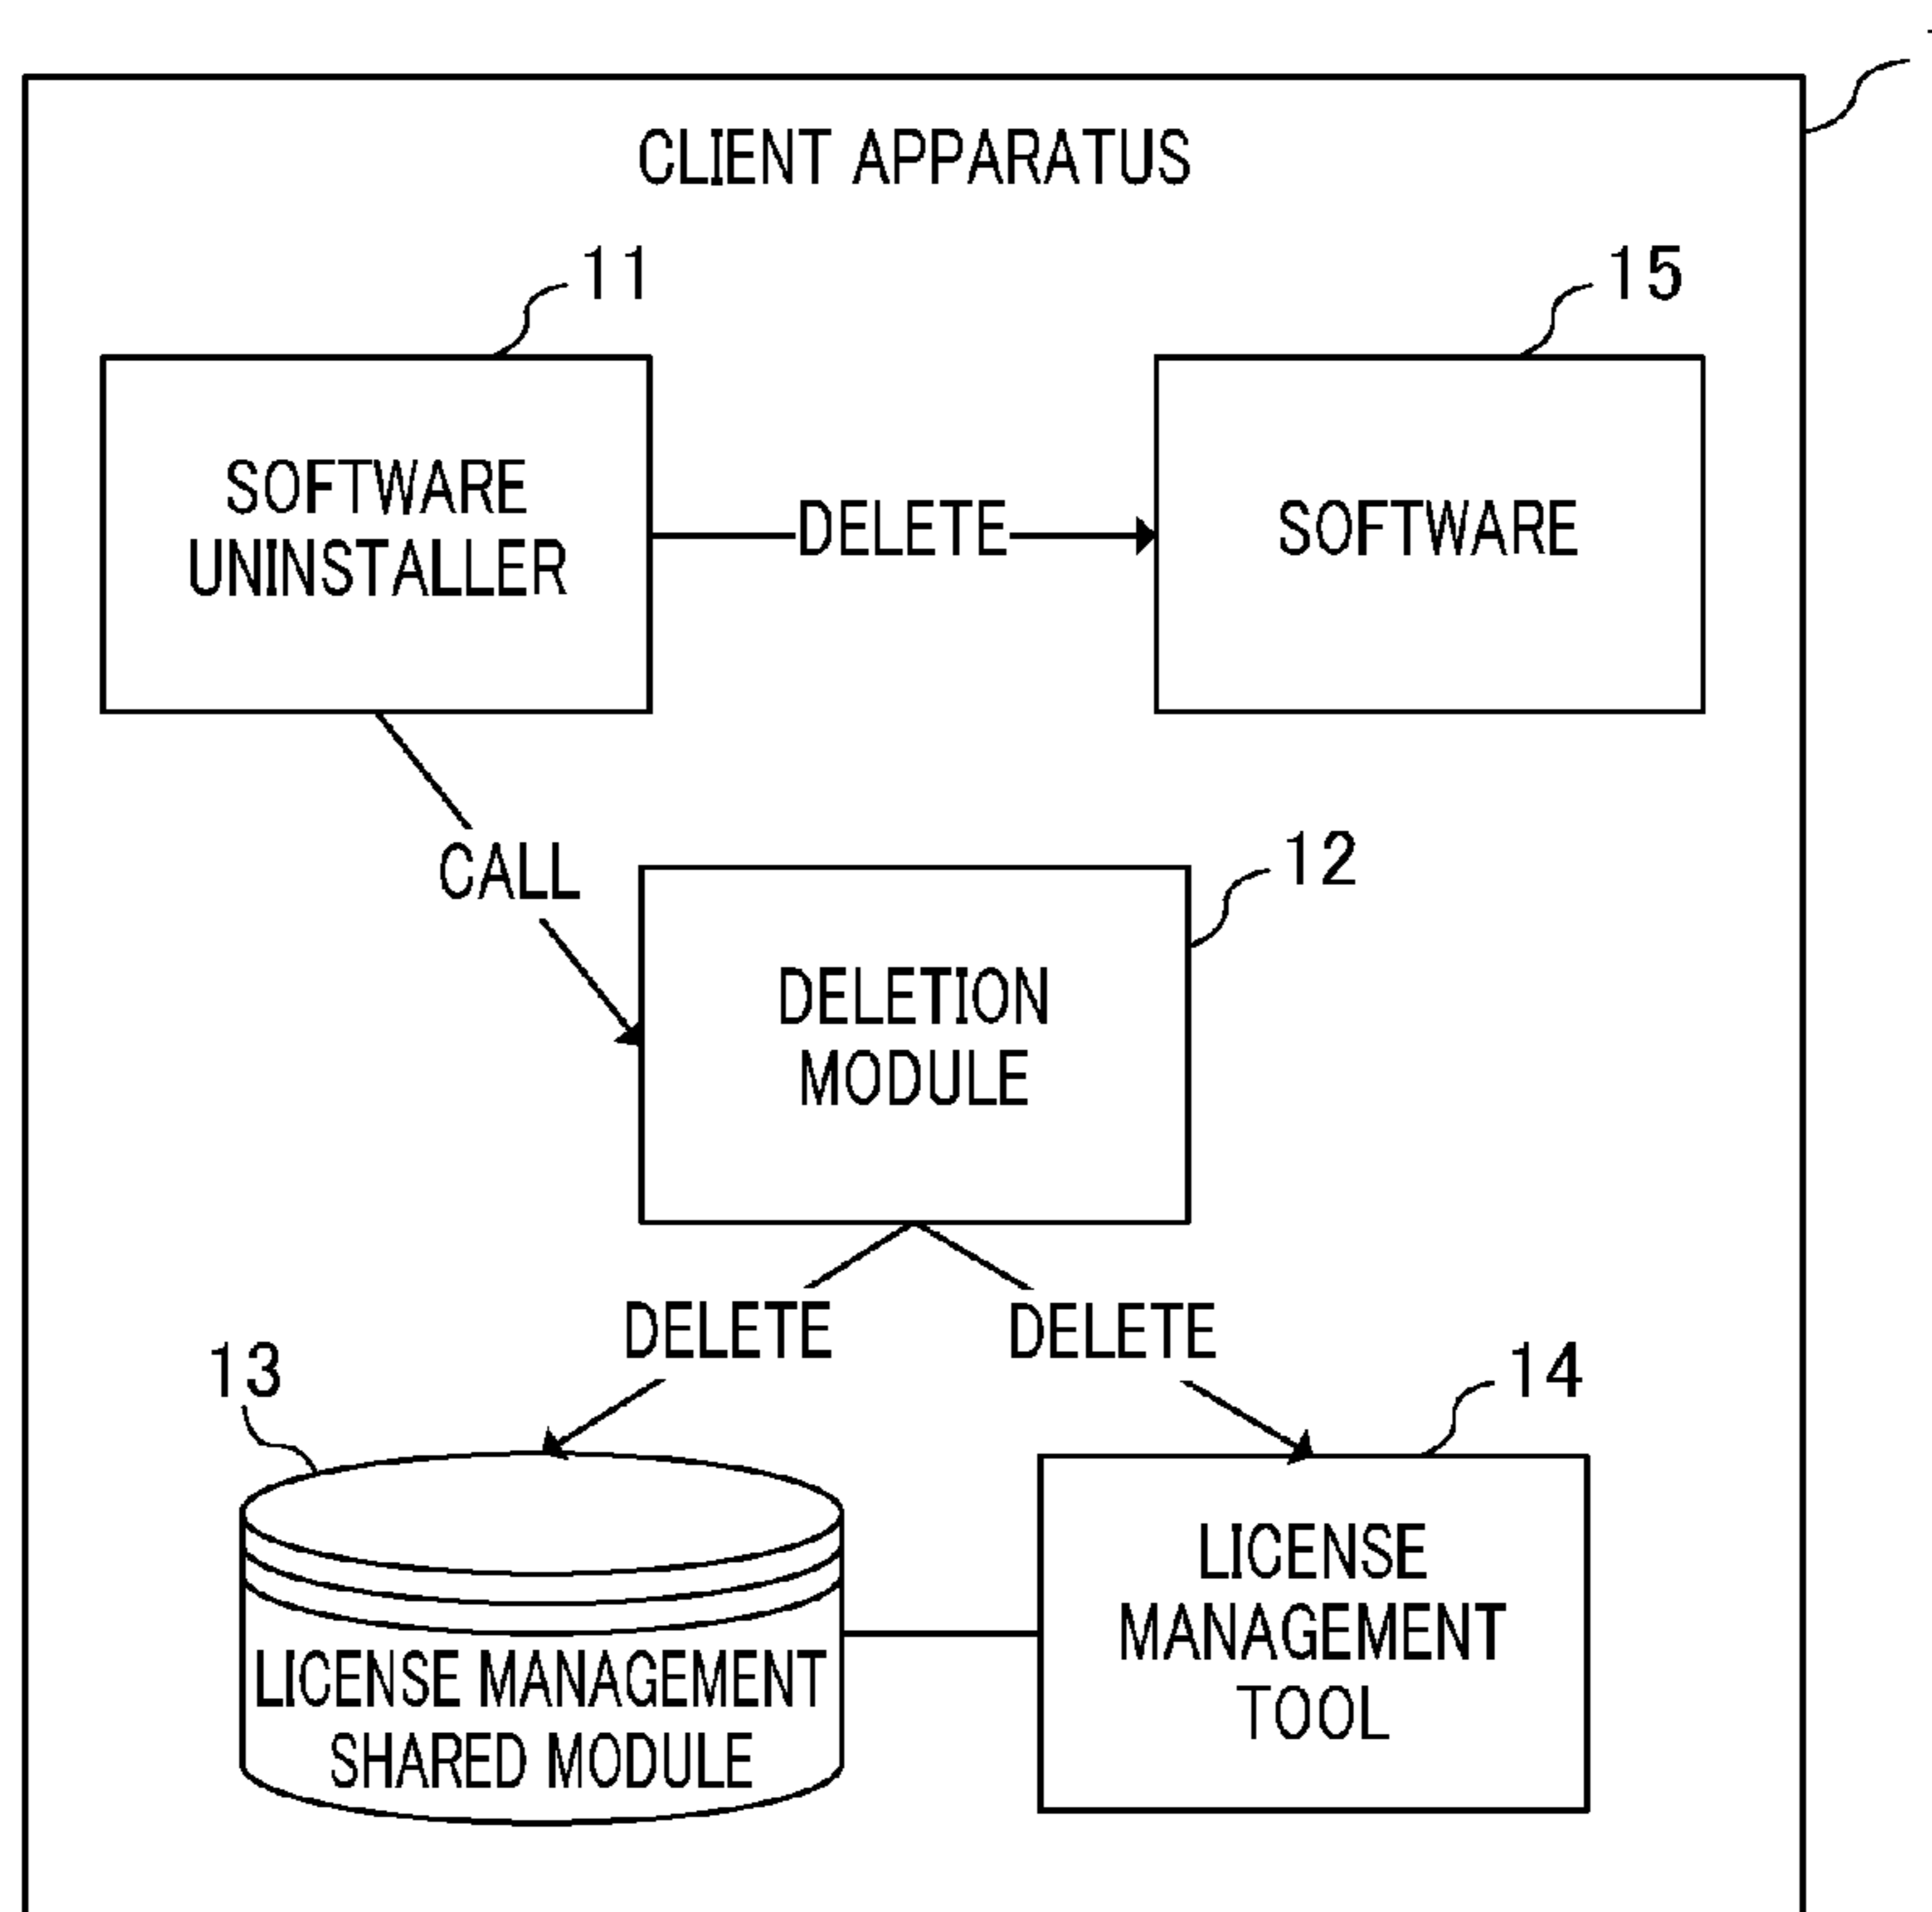 CLIENT APPARATUS
11
15
SOFTWARE
UNINSTALLER
DELETE
SOFTWARE
CALL
12
DELETION
MODULE
DELETE
DELETE
13
14
LICENSE
MANAGEMENT
TOOL
LICENSE MANAGEMENT
SHARED MODULE